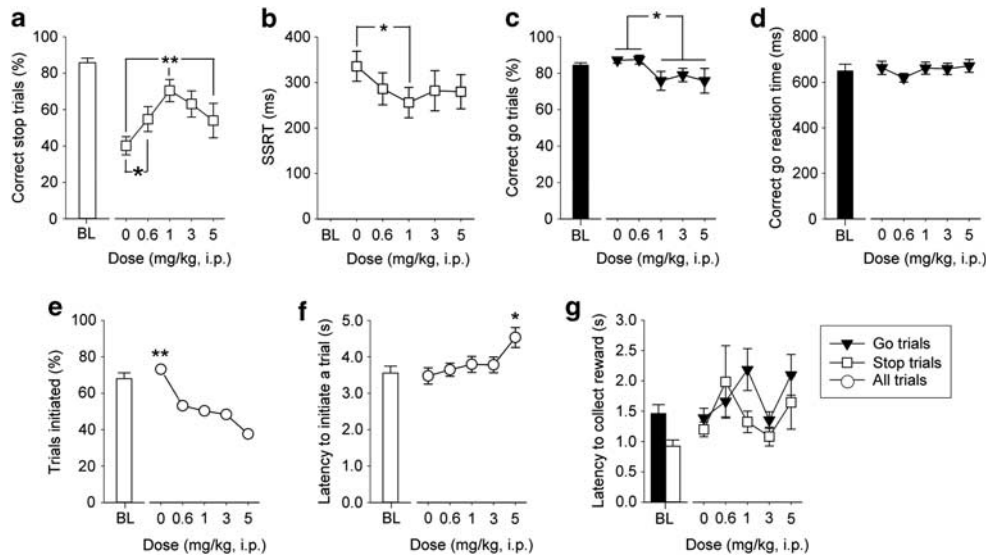 a
Correct stop trials (%)
100
80
60
40
20
0
**
*
BL
0 0.6 1 3 5
Dose (mg/kg, i.p.)
b
SSRT (ms)
400
300
200
100
0
*
BL 0 0.6 1 3 5
Dose (mg/kg, i.p.)
c
Correct go trials (%)
100
80
60
40
20
0
*
BL
0 0.6 1 3 5
Dose (mg/kg, i.p.)
d
Correct go reaction time (ms)
800
600
400
200
0
BL
0 0.6 1 3 5
Dose (mg/kg, i.p.)
e
Trials initiated (%)
100
80
60
40
20
0
**
BL
0 0.6 1 3 5
Dose (mg/kg, i.p.)
f
Latency to initiate a trial (s)
5.0
4.0
3.0
2.0
1.0
0
*
BL
0 0.6 1 3 5
Dose (mg/kg, i.p.)
g
Latency to collect reward (s)
3.0
2.5
2.0
1.5
1.0
0.5
0
BL
0 0.6 1 3 5
Dose (mg/kg, i.p.)
Go trials
Stop trials
All trials